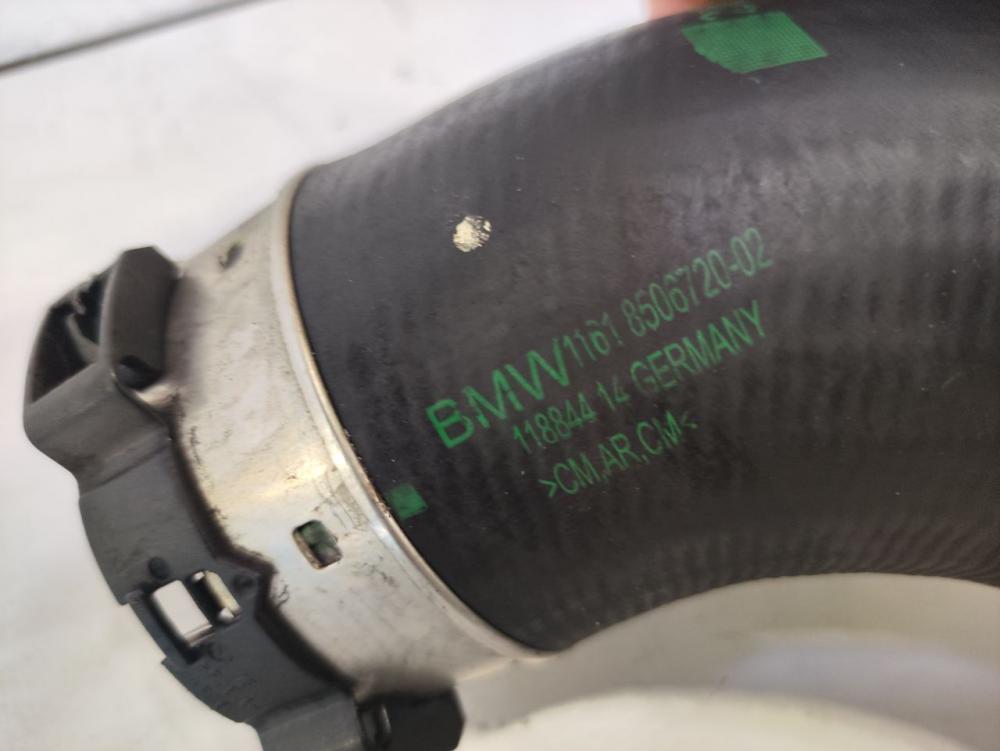 BMW 1161 8506720-02
118844 14 GERMANY
>CM,AR,CM<